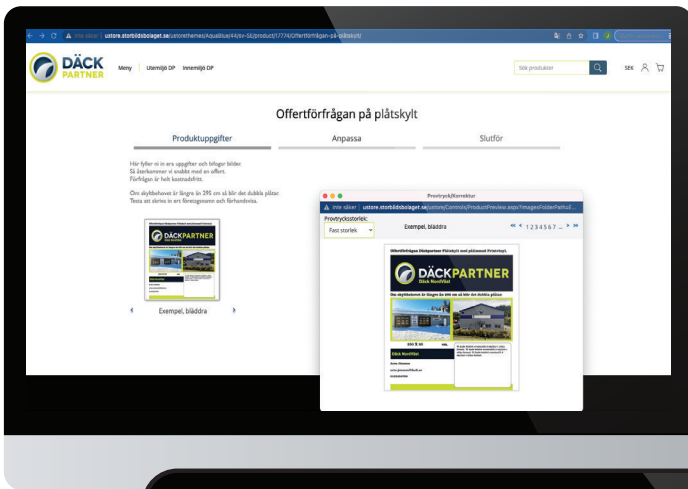 Inte säker | ustore.storbildsbolaget.se/ustorethemes/AquaBlue/44/sv-SE/product/17774/Offertförfrågan-på-plåtskylt/
DÄCK
PARTNER
Meny
Utemiljö DP
Innemiljö DP
Sök produkter
SEK
Offertförfrågan på plåtskylt
Produktuppgifter
Anpassa
Slutför
Här fyller ni in era uppgifter och bifogar bilder.
Så återkommer vi snabbt med en offert.
Förfrågan är helt kostnadsfritt.
Om skyltbehovet är längre än 295 cm så blir det dubbla plåtar.
Testa att skriva in ert företagsnamn och förhandsvisa.
DÄCKPARTNER
Exempel, bläddra
Provtryck/Korrektur
Inte säker | ustore.storbildsbolaget.se/ustore/Controls/ProductPreview.aspx?ImagesFolderPath=...
Provtrycksstorlek:
Fast storlek
Exempel, bläddra
<< < 1 2 3 4 5 6 7 ... > >>
Offertförfrågan Däckpartner Plåtskylt med påklamrad Printvinyl.
DÄCKPARTNER
Däck NordVäst
Om skyltbehovet är längre än 295 cm så blir det dubbla plåtar
Däck NordVäst